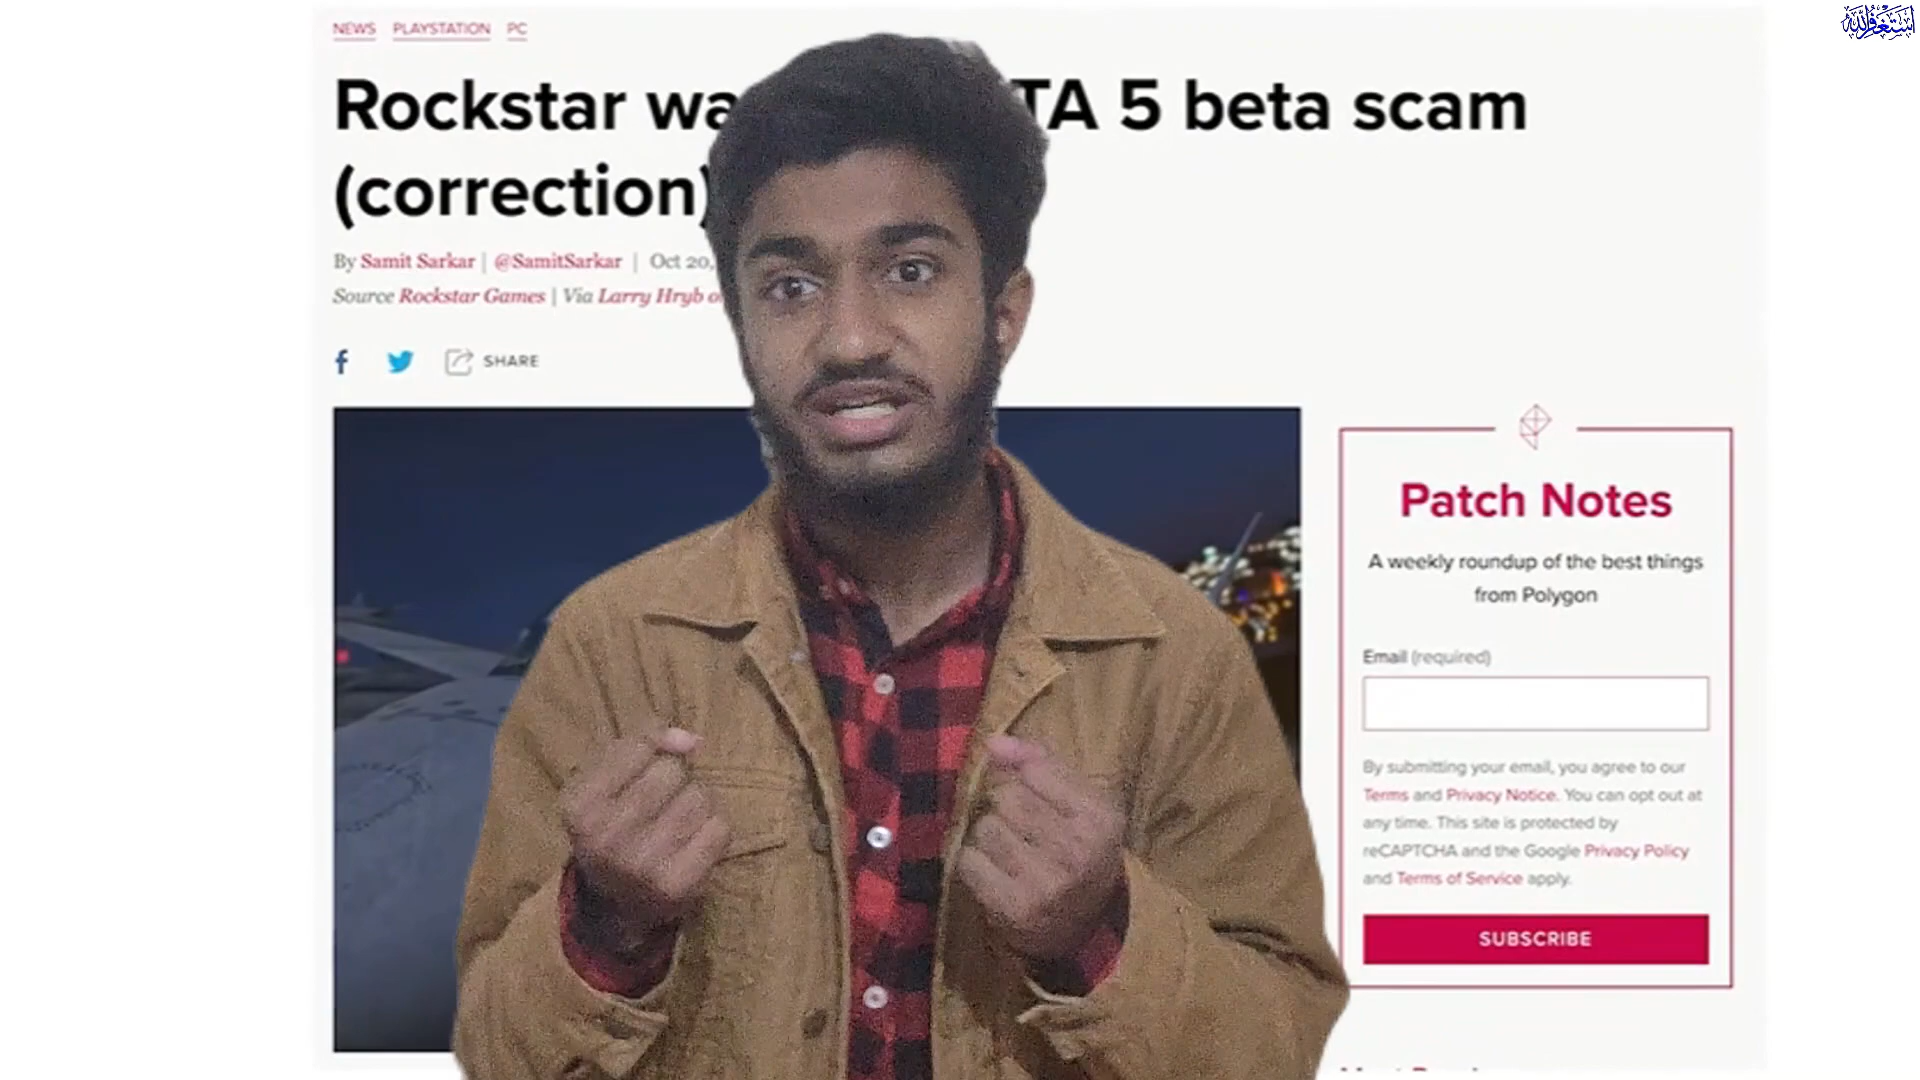 NEWS PLAYSTATION PC
استغفر الله
Rockstar wa TA 5 beta scam
(correction)
By Samit Sarkar | @SamitSarkar | Oct 20,
Source Rockstar Games | Via Larry Hryb o
SHARE
Patch Notes
A weekly roundup of the best things
from Polygon
Email (required)
By submitting your email, you agree to our
Terms and Privacy Notice. You can opt out at
any time. This site is protected by
reCAPTCHA and the Google Privacy Policy
and Terms of Service apply.
SUBSCRIBE